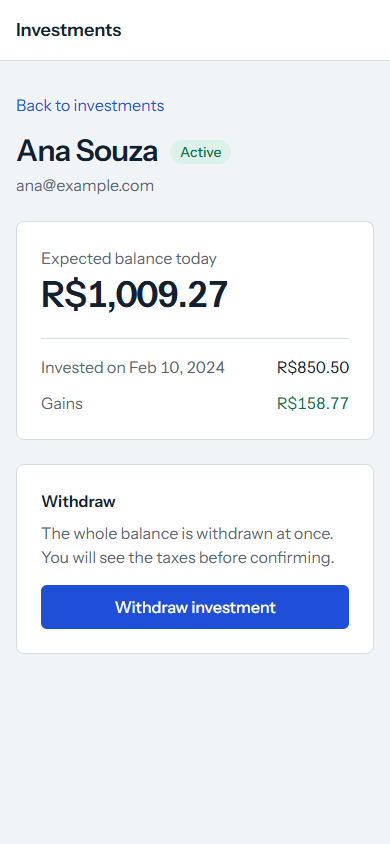 Investments
Back to investments
Ana Souza Active
ana@example.com
Expected balance today
R$1,009.27
Invested on Feb 10, 2024 R$850.50
Gains R$158.77
Withdraw
The whole balance is withdrawn at once.
You will see the taxes before confirming.
Withdraw investment